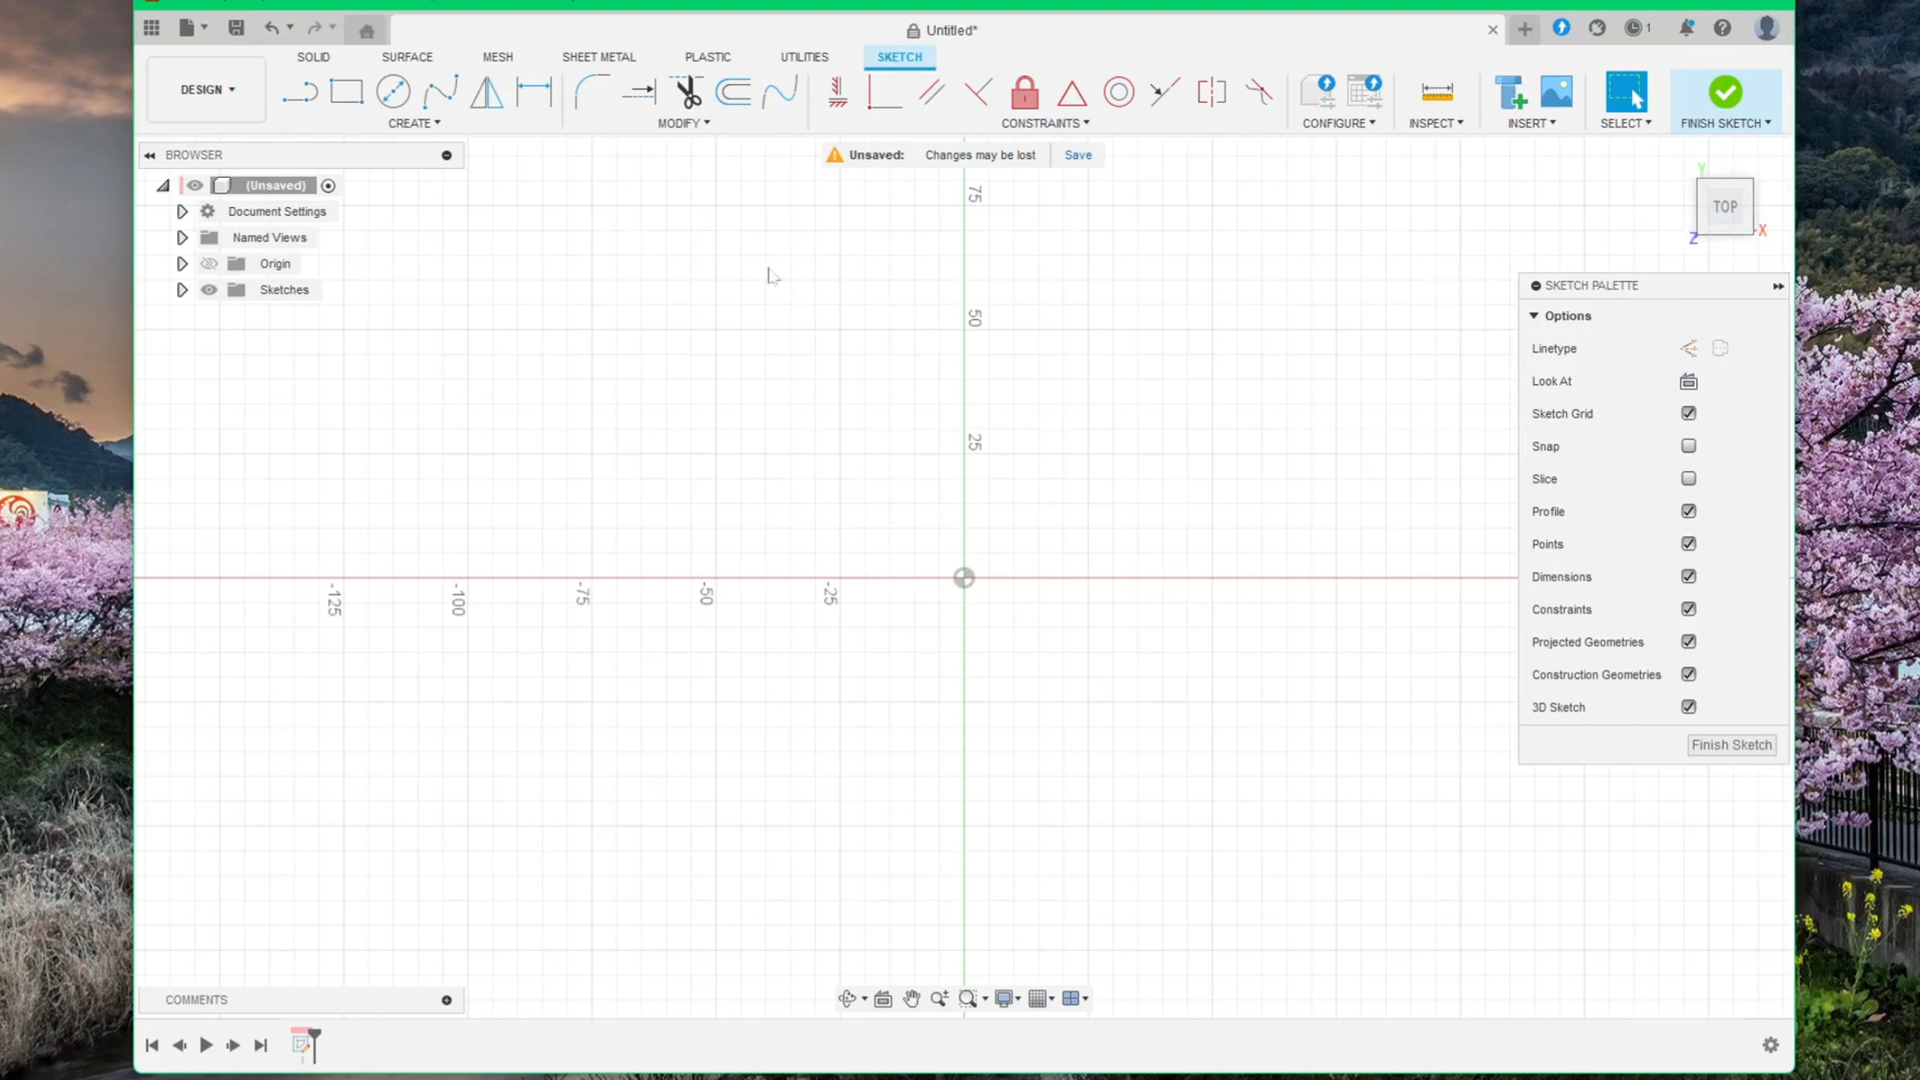 Untitled*
1
SOLID SURFACE MESH SHEET METAL PLASTIC UTILITIES SKETCH
DESIGN
CREATE MODIFY CONSTRAINTS CONFIGURE INSPECT INSERT SELECT FINISH SKETCH
BROWSER
Unsaved: Changes may be lost Save
(Unsaved)
Document Settings
Named Views
Origin
Sketches
75
50
25
-125 -100 -75 -50 -25
Y
TOP
X
Z
SKETCH PALETTE
Options
Linetype
Look At
Sketch Grid
Snap
Slice
Profile
Points
Dimensions
Constraints
Projected Geometries
Construction Geometries
3D Sketch
Finish Sketch
COMMENTS